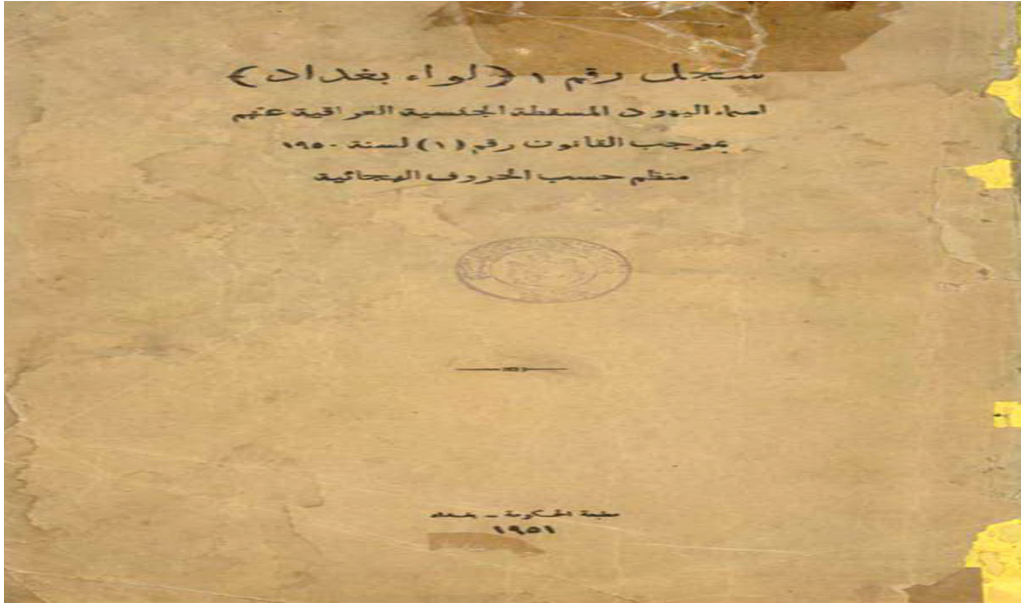 سجل رقم ١ (لواء بغداد)
اسماء اليهود المسقطة الجنسية العراقية عنهم
بموجب القانون رقم (١) لسنة ١٩٥٠
منظم حسب الحروف الهجائية
مطبعة الحكومة – بغداد
١٩٥١